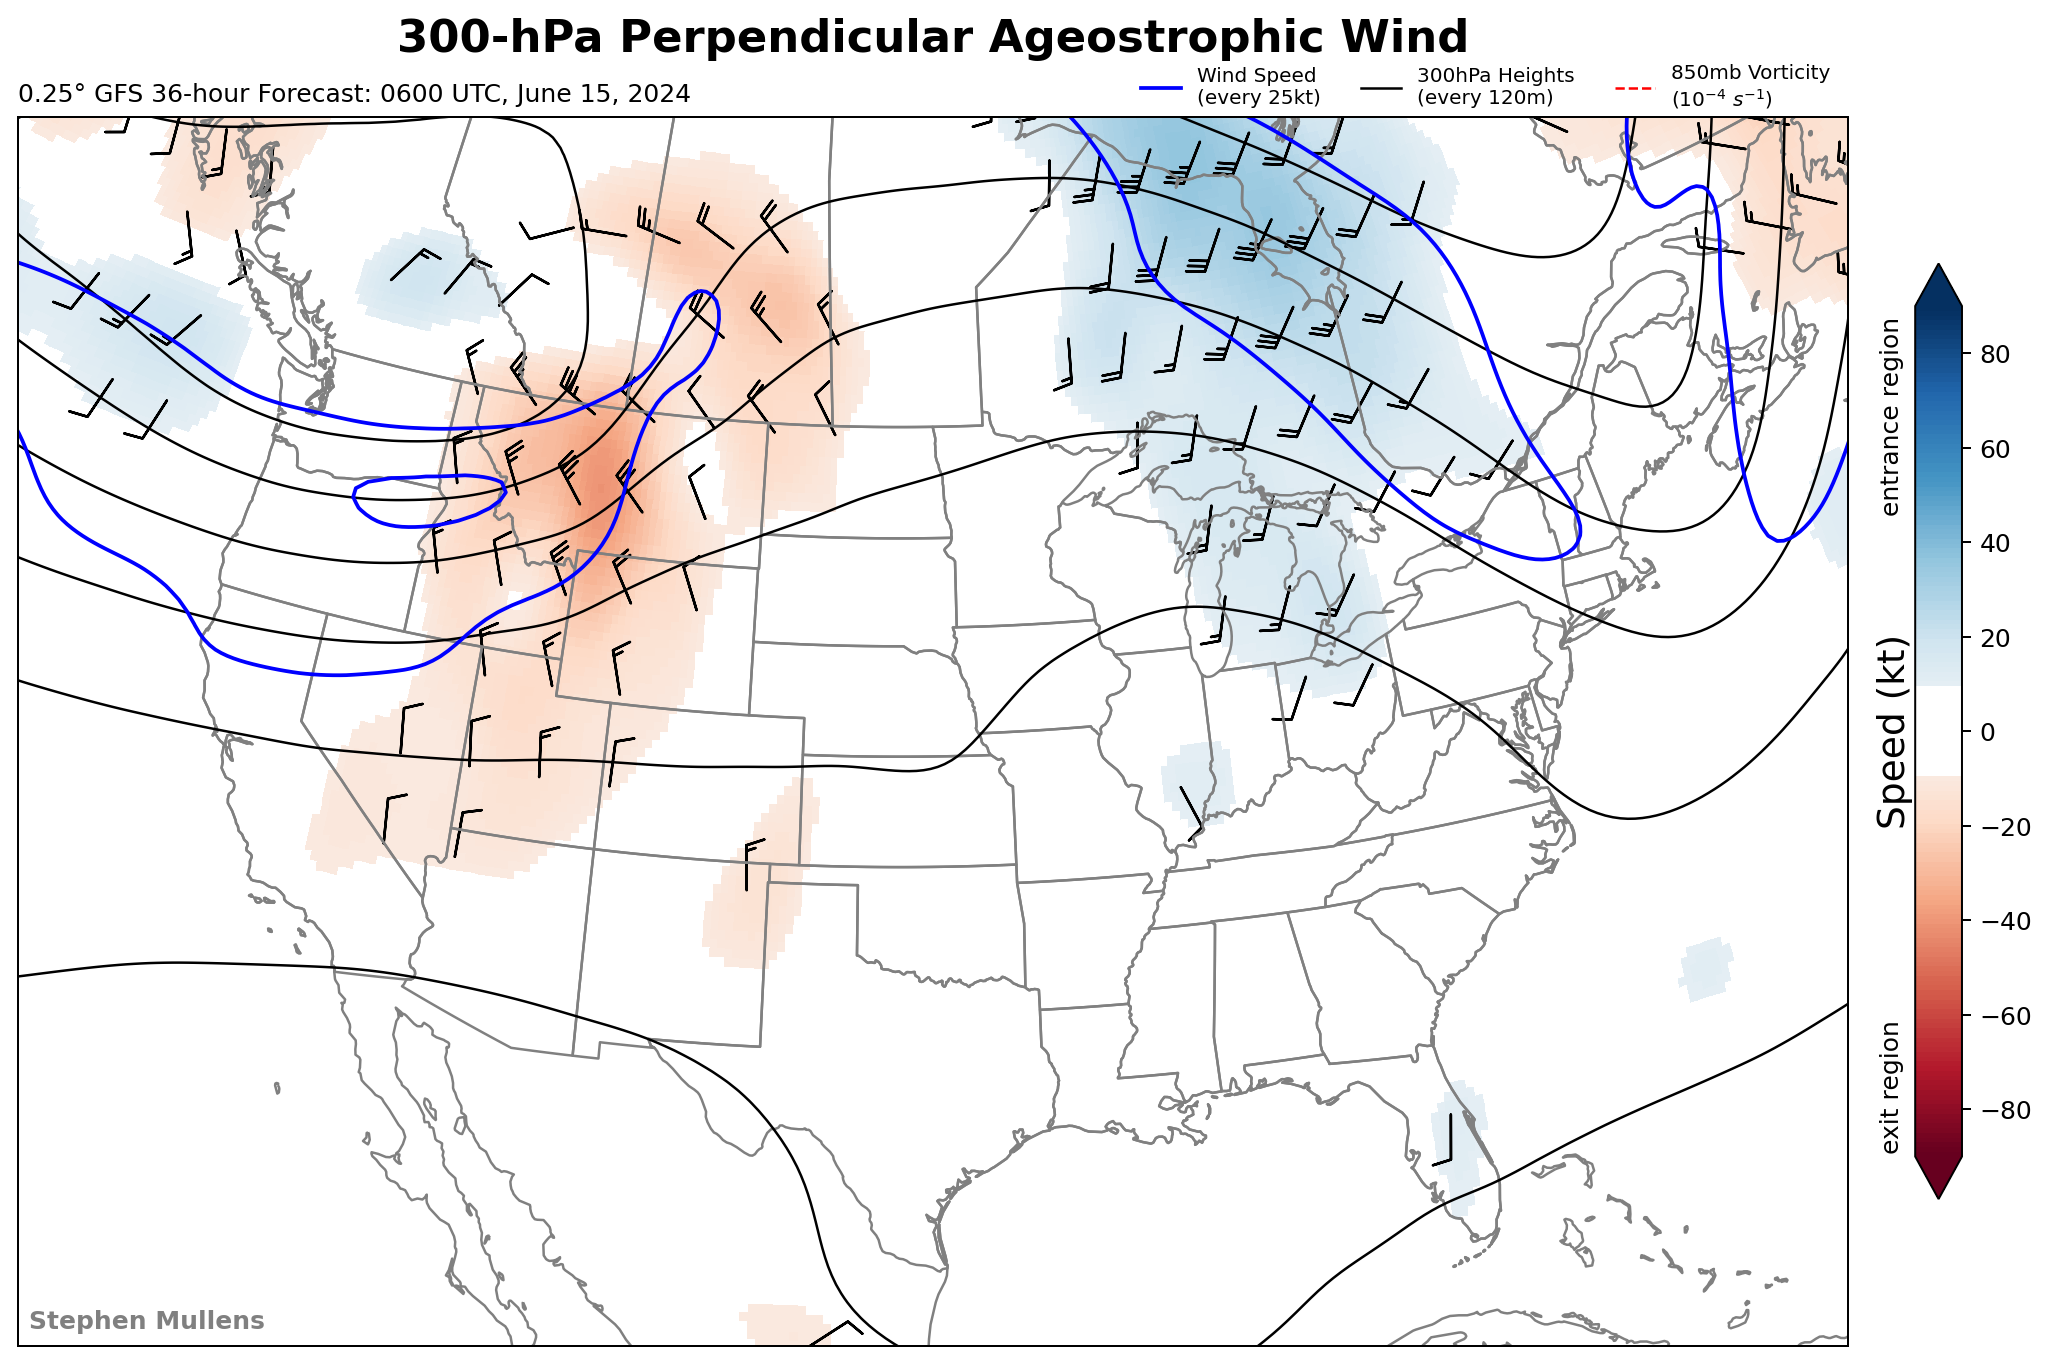 300-hPa Perpendicular Ageostrophic Wind
0.25° GFS 36-hour Forecast: 0600 UTC, June 15, 2024
Wind Speed
(every 25kt)
300hPa Heights
(every 120m)
850mb Vorticity
(10⁻⁴ s⁻¹)
entrance region
exit region
Speed (kt)
80
60
40
20
0
−20
−40
−60
−80
Stephen Mullens